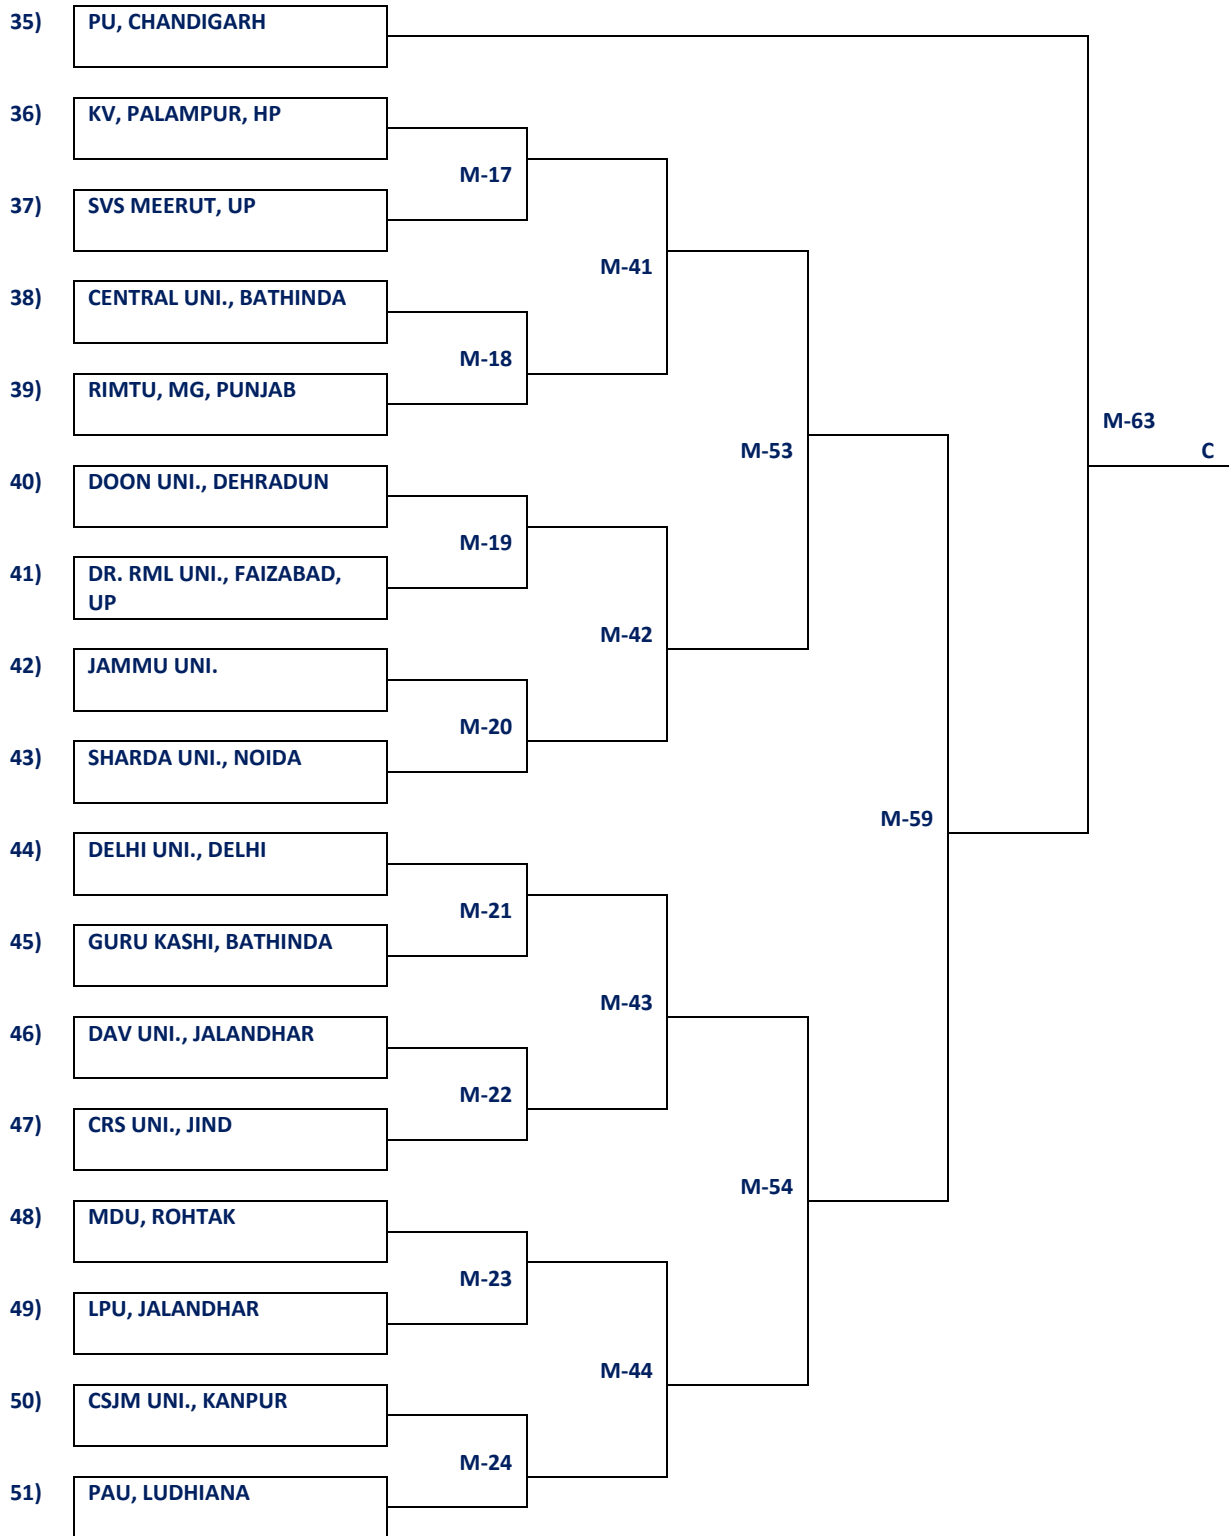 35) PU, CHANDIGARH
36) KV, PALAMPUR, HP
M-17
37) SVS MEERUT, UP
M-41
38) CENTRAL UNI., BATHINDA
M-18
39) RIMTU, MG, PUNJAB
M-63
M-53
C
40) DOON UNI., DEHRADUN
M-19
41) DR. RML UNI., FAIZABAD,
UP
M-42
42) JAMMU UNI.
M-20
43) SHARDA UNI., NOIDA
M-59
44) DELHI UNI., DELHI
M-21
45) GURU KASHI, BATHINDA
M-43
46) DAV UNI., JALANDHAR
M-22
47) CRS UNI., JIND
M-54
48) MDU, ROHTAK
M-23
49) LPU, JALANDHAR
M-44
50) CSJM UNI., KANPUR
M-24
51) PAU, LUDHIANA